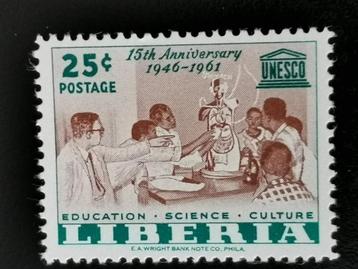 25¢
POSTAGE
15th Anniversary
1946-1961
UNESCO
EDUCATION · SCIENCE · CULTURE
LIBERIA
E.A. WRIGHT BANK NOTE CO., PHILA.